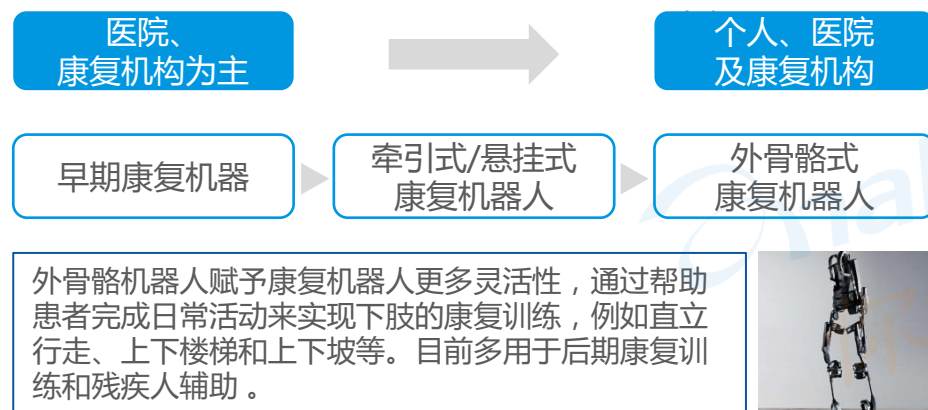 医院、
康复机构为主
个人、医院
及康复机构
早期康复机器
牵引式/悬挂式
康复机器人
外骨骼式
康复机器人
外骨骼机器人赋予康复机器人更多灵活性，通过帮助
患者完成日常活动来实现下肢的康复训练，例如直立
行走、上下楼梯和上下坡等。目前多用于后期康复训
练和残疾人辅助 。